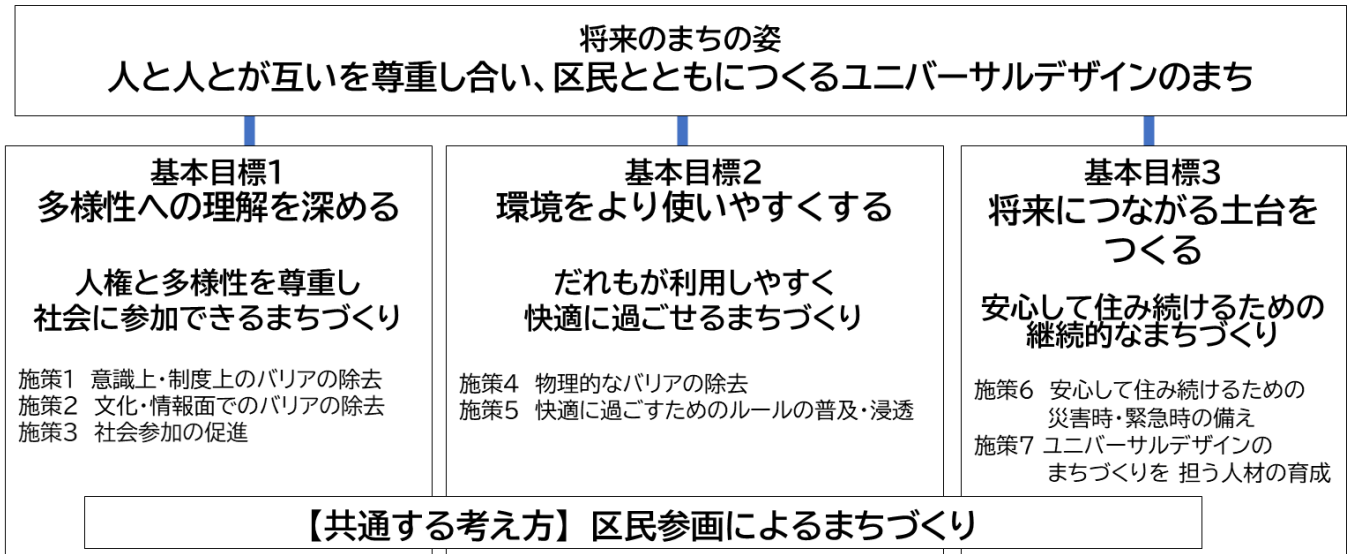 将来のまちの姿
人と人とが互いを尊重し合い、区民とともにつくるユニバーサルデザインのまち
基本目標1
多様性への理解を深める
人権と多様性を尊重し
社会に参加できるまちづくり
施策1 意識上・制度上のバリアの除去
施策2 文化・情報面でのバリアの除去
施策3 社会参加の促進
基本目標2
環境をより使いやすくする
だれもが利用しやすく
快適に過ごせるまちづくり
施策4 物理的なバリアの除去
施策5 快適に過ごすためのルールの普及・浸透
基本目標3
将来につながる土台を
つくる
安心して住み続けるための
継続的なまちづくり
施策6 安心して住み続けるための
災害時・緊急時の備え
施策7 ユニバーサルデザインの
まちづくりを 担う人材の育成
【共通する考え方】区民参画によるまちづくり